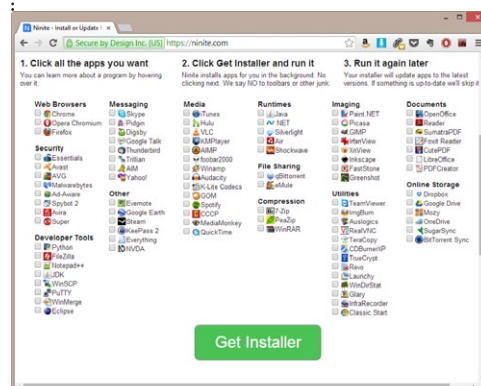 :
Ninite - Install or Update
Secure by Design Inc. [US] https://ninite.com
1. Click all the apps you want
You can learn more about a program by hovering
over it.
2. Click Get Installer and run it
Ninite installs apps for you in the background. No
clicking next. We say NO to toolbars or other junk.
3. Run it again later
Your installer will update apps to the latest
versions. If something is up-to-date we'll skip it
Web Browsers
Chrome
Opera Chromium
Firefox
Security
Essentials
Avast
AVG
Malwarebytes
Ad-Aware
Spybot 2
Avira
Super
Developer Tools
Python
FileZilla
Notepad++
JDK
WinSCP
PuTTY
WinMerge
Eclipse
Messaging
Skype
Pidgin
Digsby
Google Talk
Thunderbird
Trillian
AIM
Yahoo!
Other
Evernote
Google Earth
Steam
KeePass 2
Everything
NVDA
Media
iTunes
Hulu
VLC
KMPlayer
AIMP
foobar2000
Winamp
Audacity
K-Lite Codecs
GOM
Spotify
CCCP
MediaMonkey
QuickTime
Runtimes
Java
.NET
Silverlight
Air
Shockwave
File Sharing
qBittorrent
eMule
Compression
7-Zip
PeaZip
WinRAR
Imaging
Paint.NET
Picasa
GIMP
IrfanView
XnView
Inkscape
FastStone
Greenshot
Utilities
TeamViewer
ImgBurn
Auslogics
RealVNC
TeraCopy
CDBurnerXP
TrueCrypt
Revo
Launchy
WinDirStat
Glary
InfraRecorder
Classic Start
Documents
OpenOffice
Reader
SumatraPDF
Foxit Reader
CutePDF
LibreOffice
PDFCreator
Online Storage
Dropbox
Google Drive
Mozy
OneDrive
SugarSync
BitTorrent Sync
Get Installer